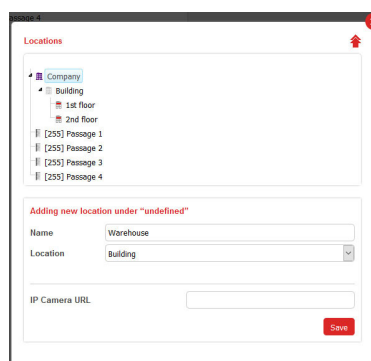 assage 4
Locations
Company
Building
1st floor
2nd floor
[255] Passage 1
[255] Passage 2
[255] Passage 3
[255] Passage 4
Adding new location under "undefined"
Name Warehouse
Location Building
IP Camera URL
Save